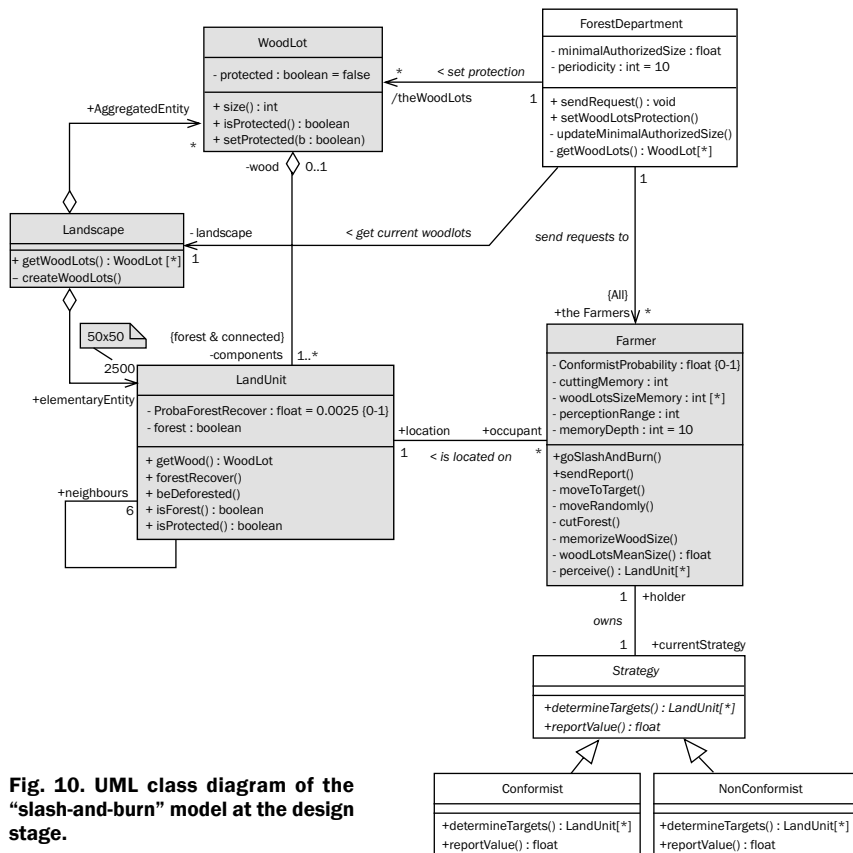 WoodLot
- protected : boolean = false
+ size() : int
+ isProtected() : boolean
+ setProtected(b : boolean)
ForestDepartment
- minimalAuthorizedSize : float
- periodicity : int = 10
+ sendRequest() : void
+ setWoodLotsProtection()
- updateMinimalAuthorizedSize()
- getWoodLots() : WoodLot[*]
* < set protection
/theWoodLots 1
+AggregatedEntity
*
-wood 0..1
1
Landscape
+ getWoodLots() : WoodLot [*]
– createWoodLots()
- landscape < get current woodlots
1
send requests to
{All}
+the Farmers *
50x50
2500
+elementaryEntity
{forest & connected}
-components 1..*
LandUnit
- ProbaForestRecover : float = 0.0025 {0-1}
- forest : boolean
+ getWood() : WoodLot
+ forestRecover()
+ beDeforested()
+ isForest() : boolean
+ isProtected() : boolean
+neighbours
6
+location +occupant
1 < is located on *
Farmer
- ConformistProbability : float {0-1}
- cuttingMemory : int
- woodLotsSizeMemory : int [*]
- perceptionRange : int
- memoryDepth : int = 10
+goSlashAndBurn()
+sendReport()
- moveToTarget()
- moveRandomly()
- cutForest()
- memorizeWoodSize()
- woodLotsMeanSize() : float
- perceive() : LandUnit[*]
1 +holder
owns
1 +currentStrategy
Strategy
+determineTargets() : LandUnit[*]
+reportValue() : float
Conformist
+determineTargets() : LandUnit[*]
+reportValue() : float
NonConformist
+determineTargets() : LandUnit[*]
+reportValue() : float
Fig. 10. UML class diagram of the
“slash-and-burn” model at the design
stage.